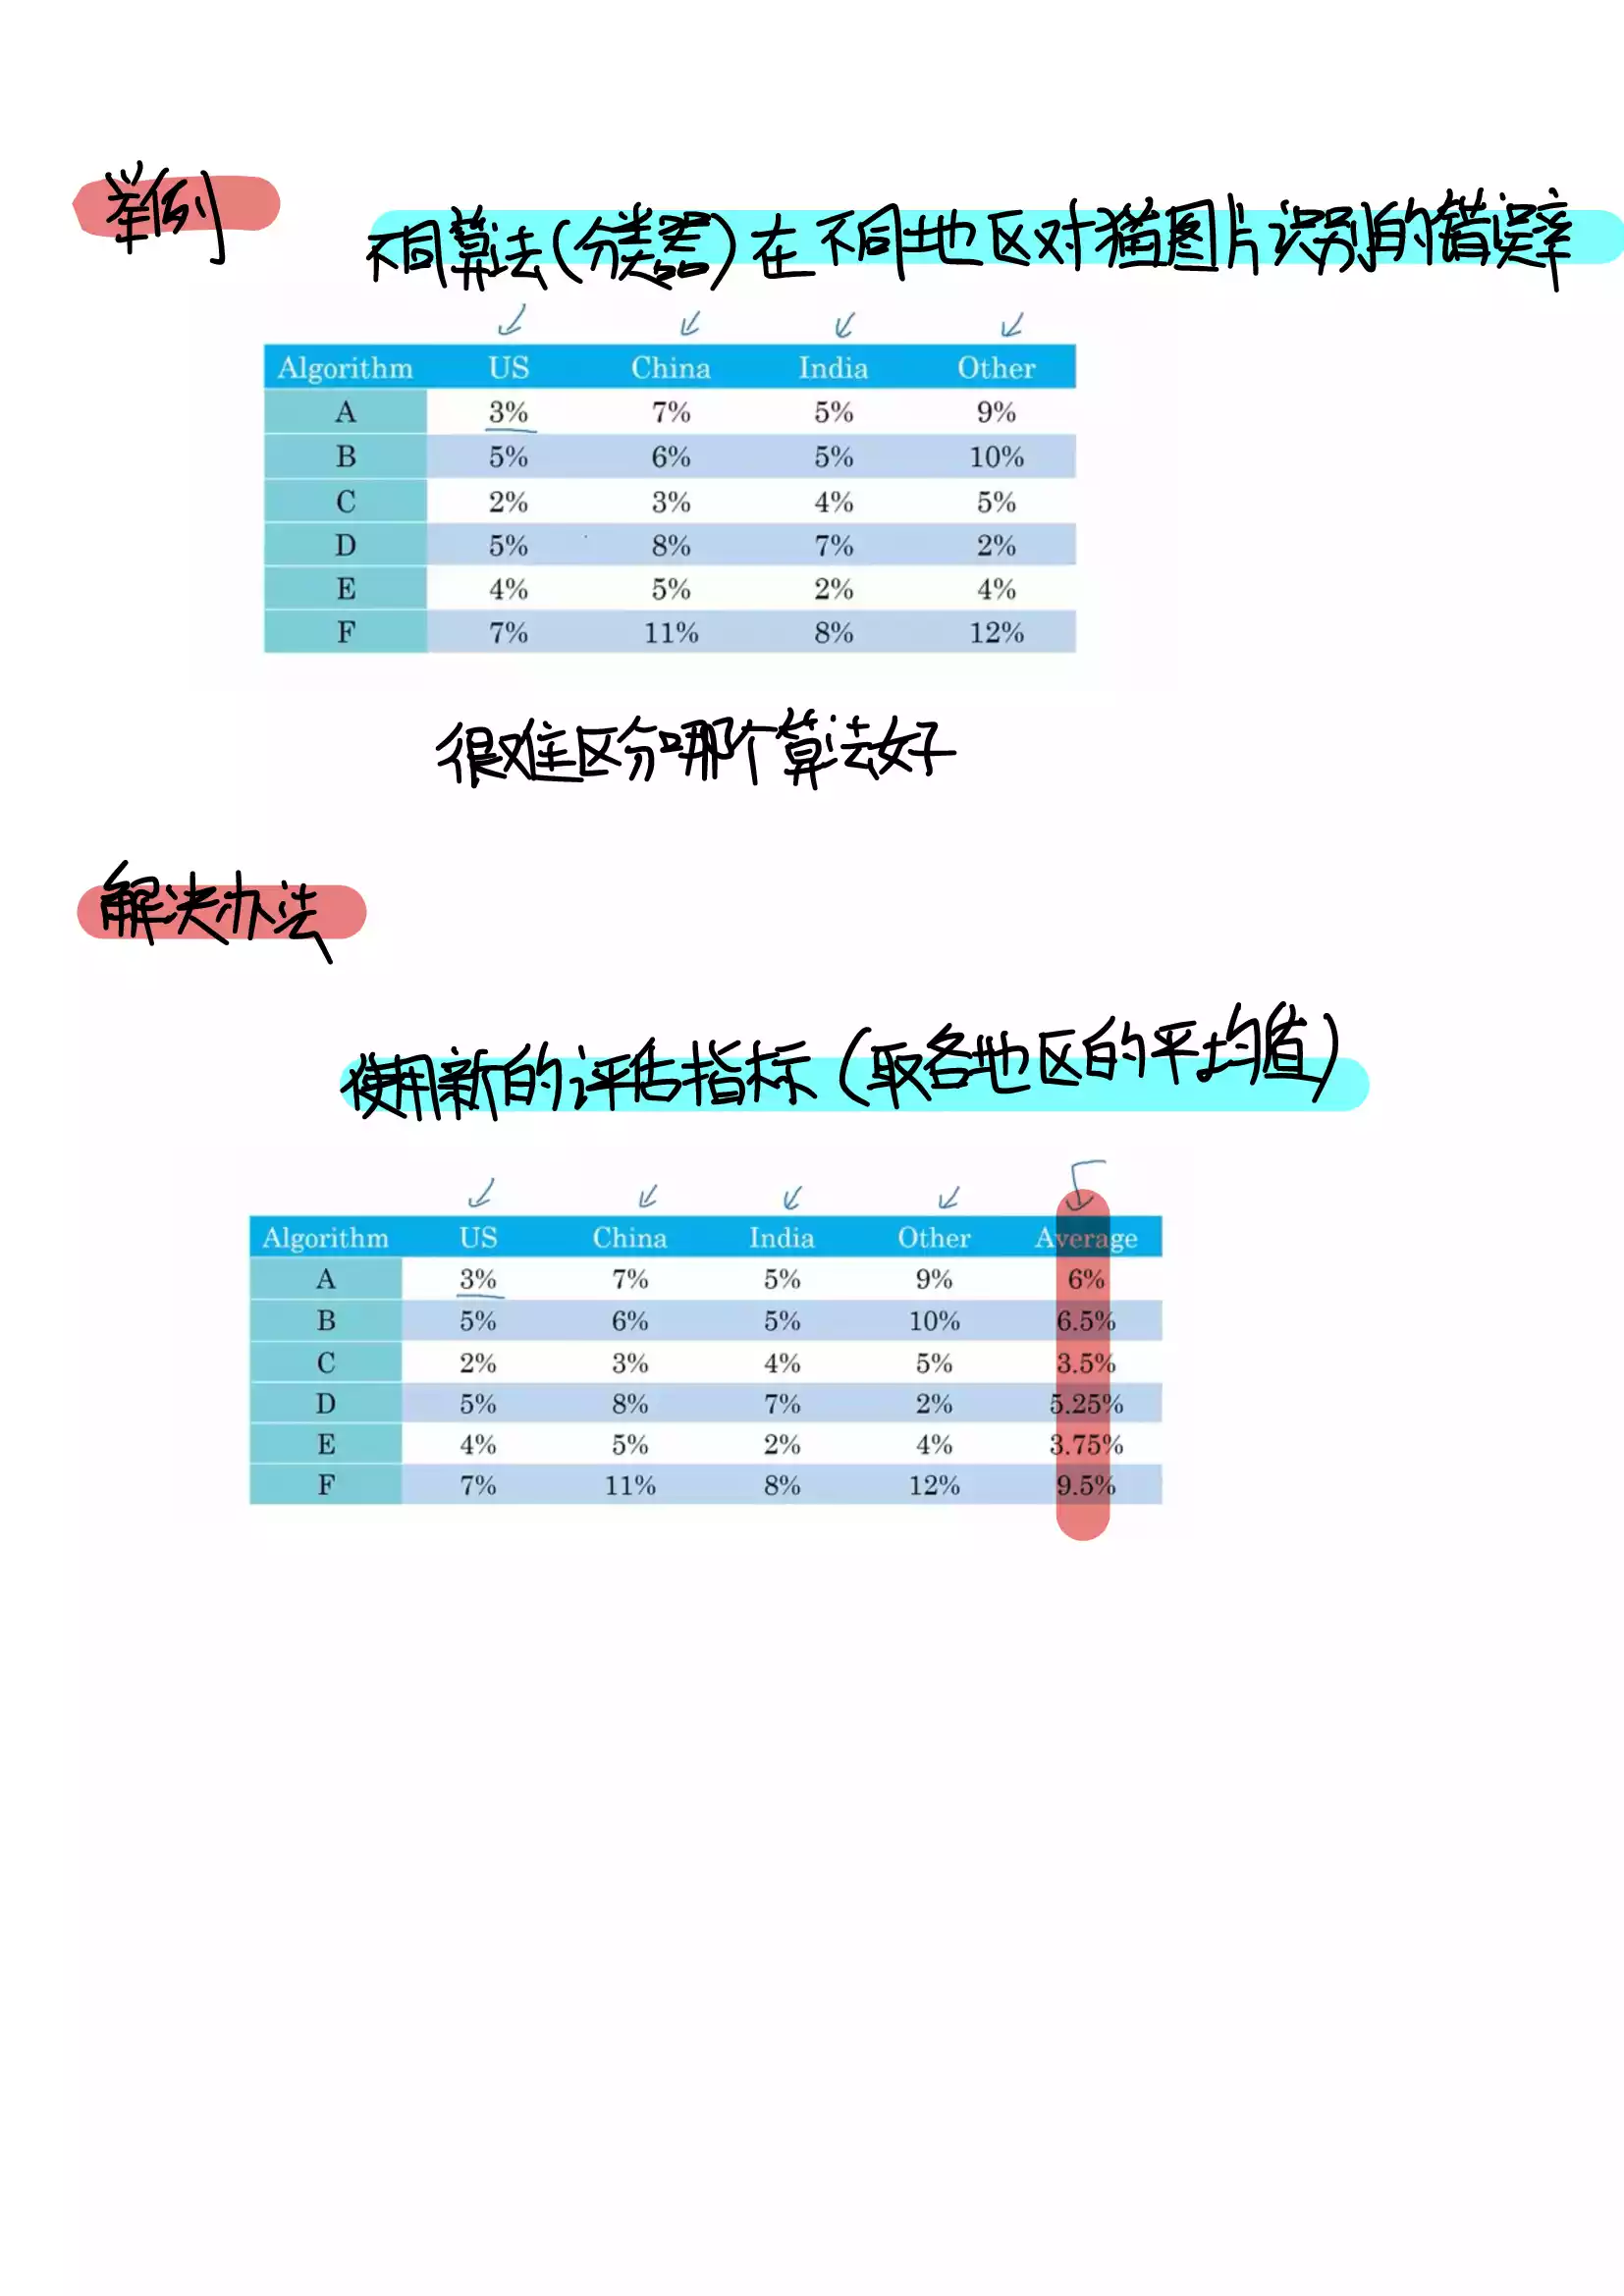 举例
不同算法(分类器)在不同地区对猫图片识别的错误率
Algorithm US China India Other
A 3% 7% 5% 9%
B 5% 6% 5% 10%
C 2% 3% 4% 5%
D 5% 8% 7% 2%
E 4% 5% 2% 4%
F 7% 11% 8% 12%
很难区分哪个算法好
解决办法
使用新的评估指标(取各地区的平均值)
Algorithm US China India Other Average
A 3% 7% 5% 9% 6%
B 5% 6% 5% 10% 6.5%
C 2% 3% 4% 5% 3.5%
D 5% 8% 7% 2% 5.25%
E 4% 5% 2% 4% 3.75%
F 7% 11% 8% 12% 9.5%